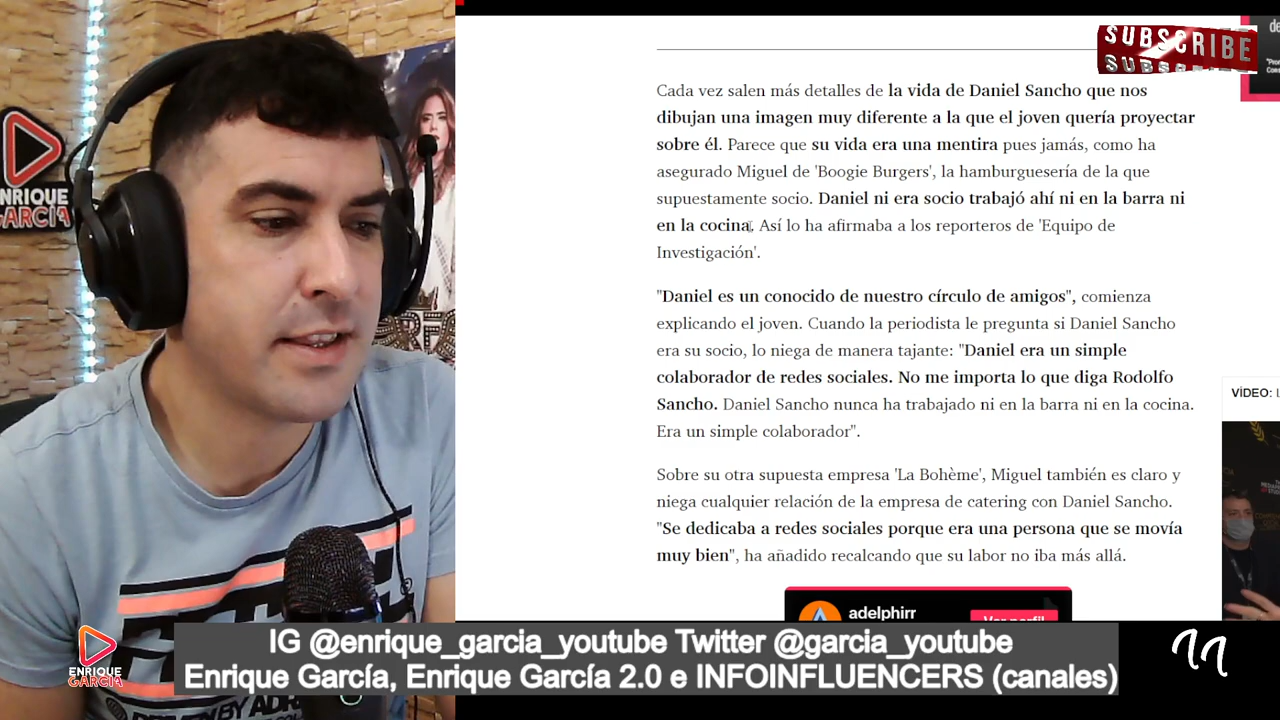 SUBSCRIBE
Cada vez salen más detalles de la vida de Daniel Sancho que nos
dibujan una imagen muy diferente a la que el joven quería proyectar
sobre él. Parece que su vida era una mentira pues jamás, como ha
asegurado Miguel de 'Boogie Burgers', la hamburguesería de la que
supuestamente socio. Daniel ni era socio trabajó ahí ni en la barra ni
en la cocina. Así lo ha afirmaba a los reporteros de 'Equipo de
Investigación'.
"Daniel es un conocido de nuestro círculo de amigos", comienza
explicando el joven. Cuando la periodista le pregunta si Daniel Sancho
era su socio, lo niega de manera tajante: "Daniel era un simple
colaborador de redes sociales. No me importa lo que diga Rodolfo
Sancho. Daniel Sancho nunca ha trabajado ni en la barra ni en la cocina.
Era un simple colaborador".
Sobre su otra supuesta empresa 'La Bohème', Miguel también es claro y
niega cualquier relación de la empresa de catering con Daniel Sancho.
"Se dedicaba a redes sociales porque era una persona que se movía
muy bien", ha añadido recalcando que su labor no iba más allá.
VÍDEO:
adelphirr
Ver perfil
ENRIQUE
GARCÍA
IG @enrique_garcia_youtube Twitter @garcia_youtube
Enrique García, Enrique García 2.0 e INFOINFLUENCERS (canales)
ENRIQUE
GARCIA